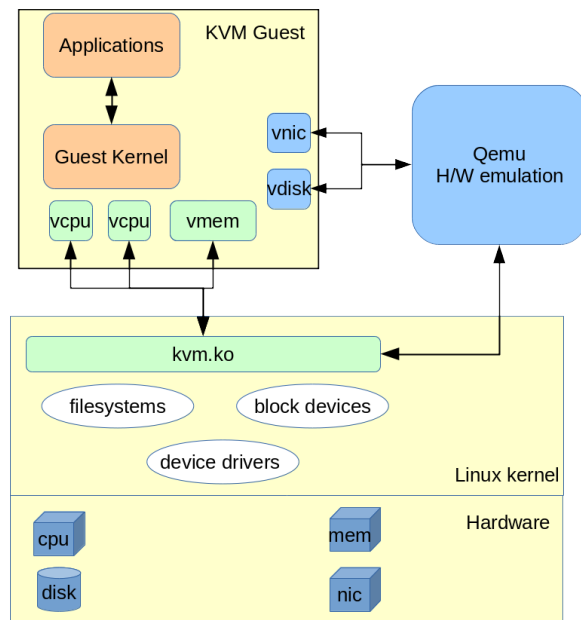 KVM Guest
Applications
Guest Kernel
vnic
vdisk
Qemu
H/W emulation
vcpu
vcpu
vmem
kvm.ko
filesystems
block devices
device drivers
Linux kernel
Hardware
cpu
mem
disk
nic